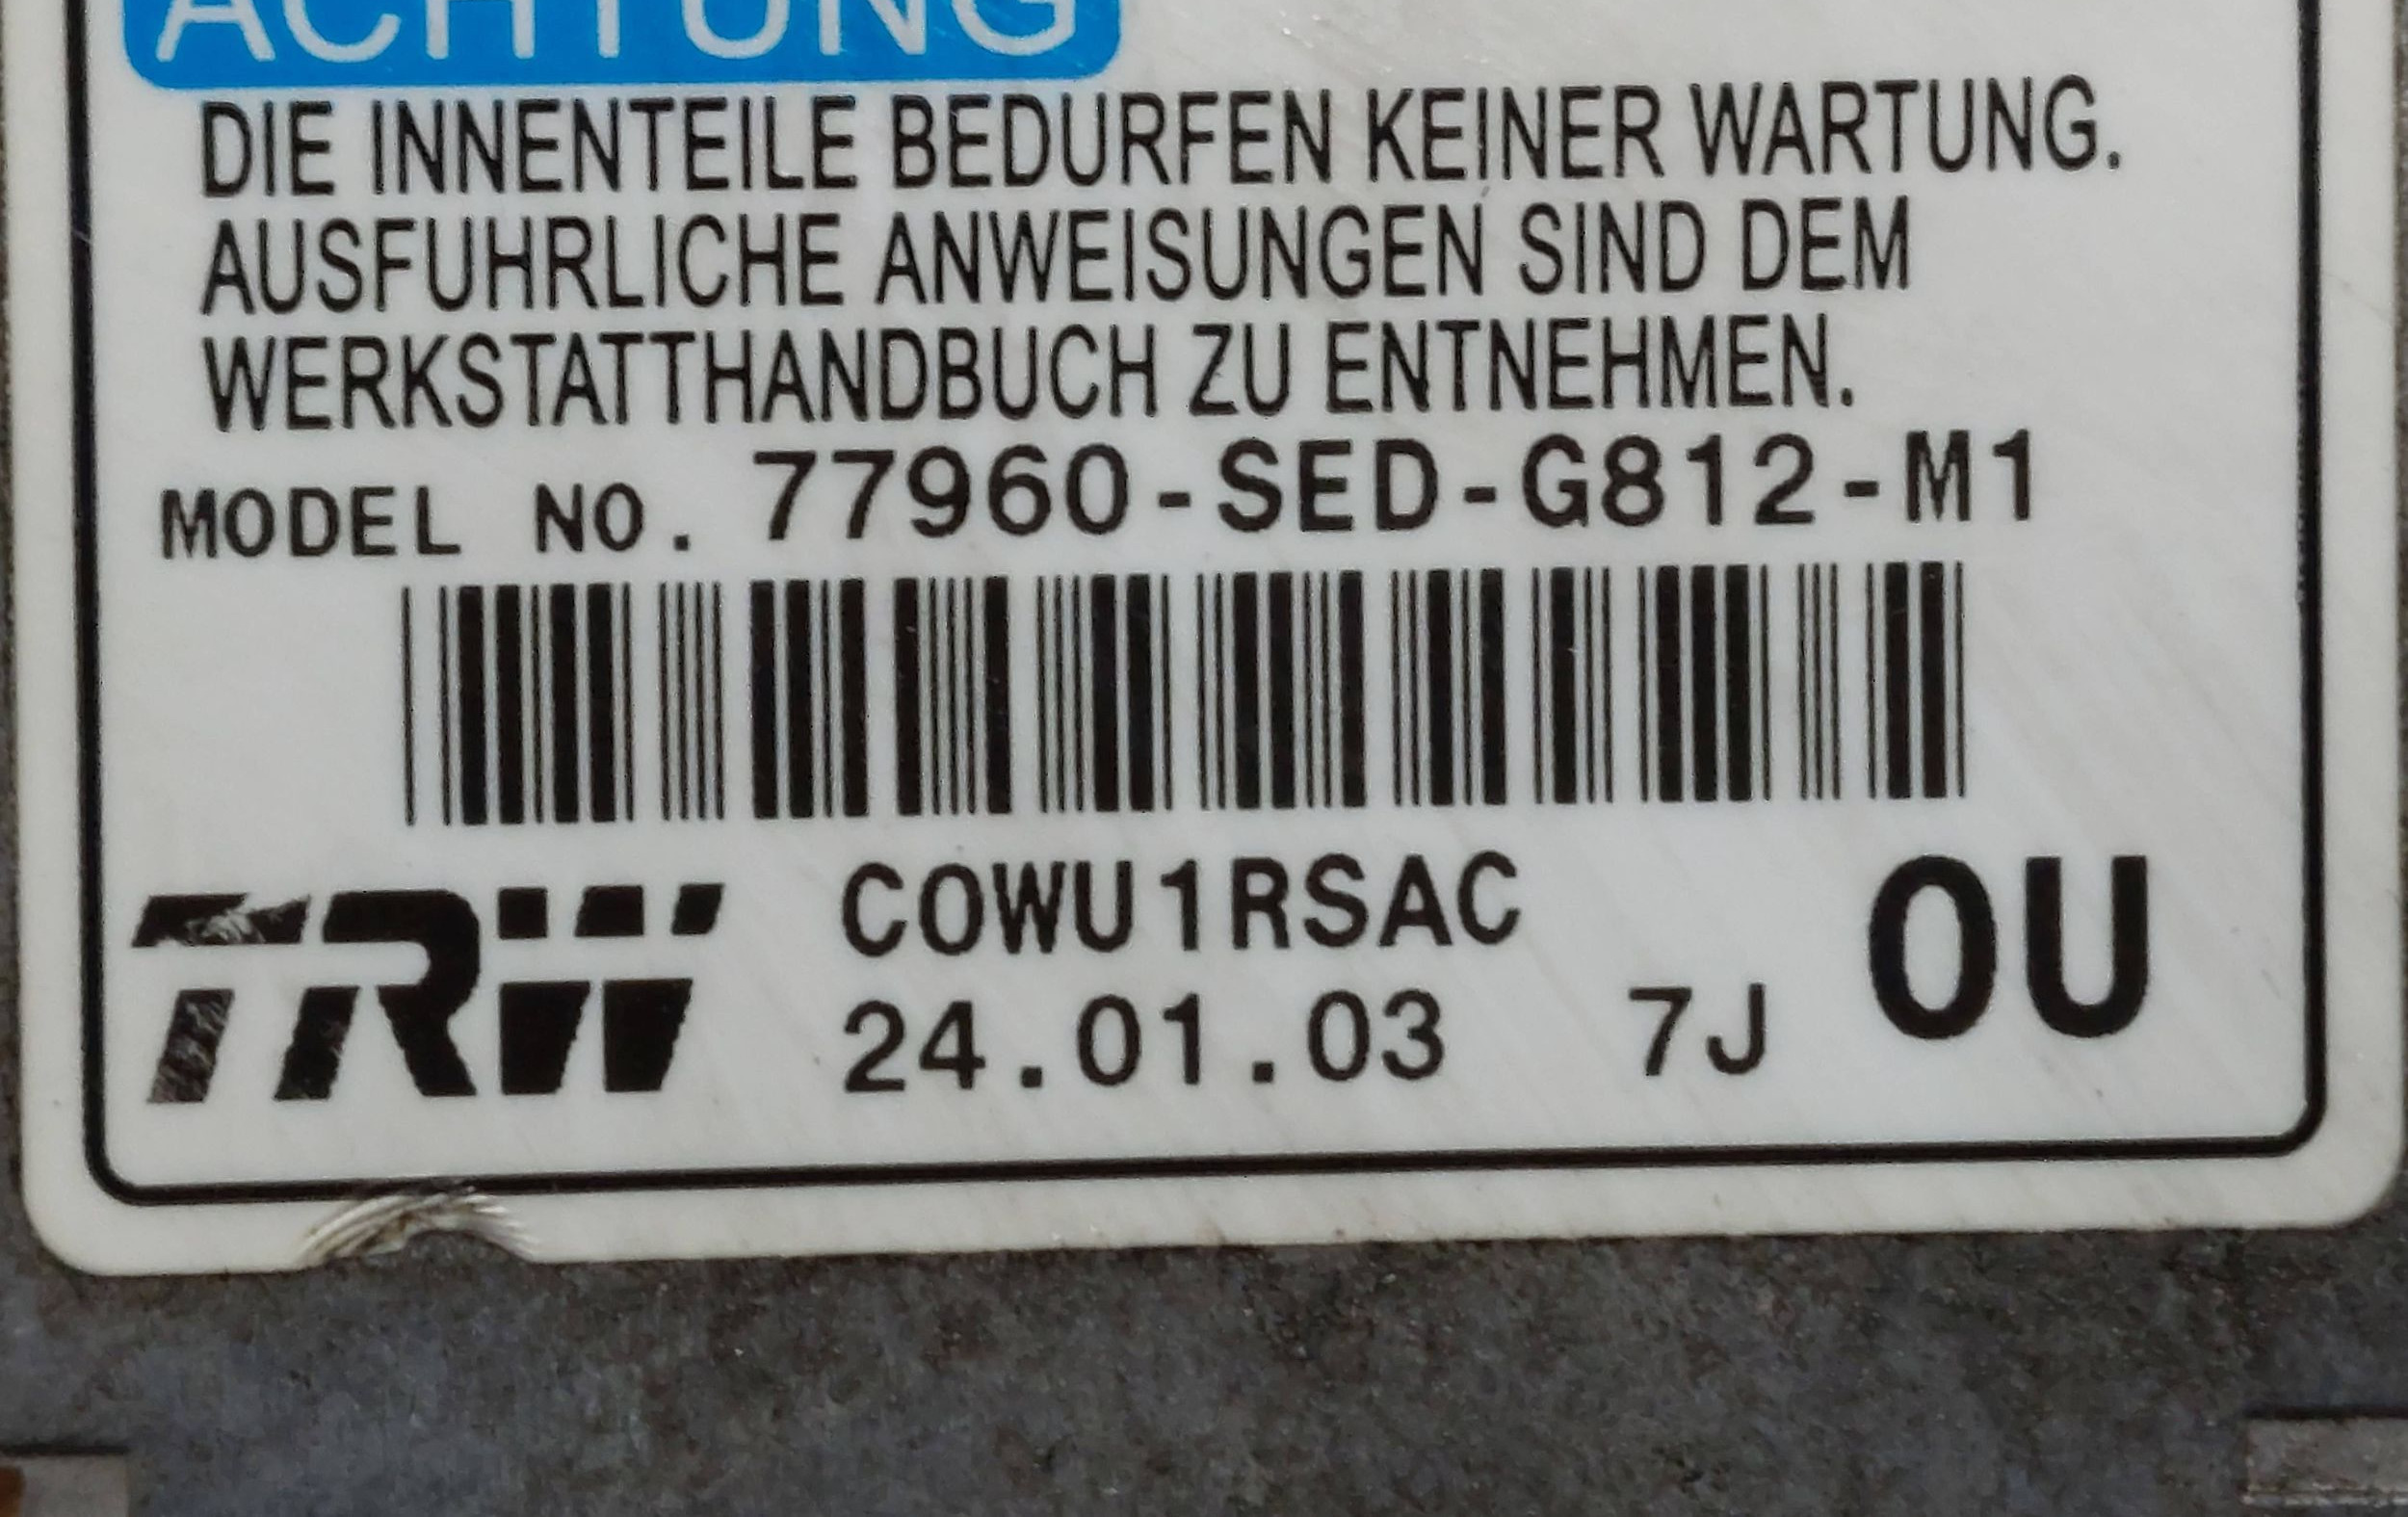 ACHTUNG
DIE INNENTEILE BEDURFEN KEINER WARTUNG.
AUSFUHRLICHE ANWEISUNGEN SIND DEM
WERKSTATTHANDBUCH ZU ENTNEHMEN.
MODEL NO. 77960-SED-G812-M1
TRW COWU1RSAC 0U
24.01.03 7J